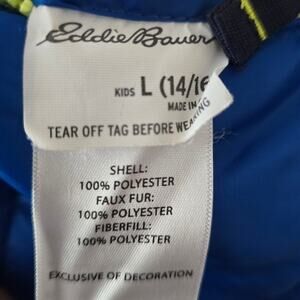 Eddie Bauer
KIDS L (14/16
MADE IN
TEAR OFF TAG BEFORE WEARING
SHELL:
100% POLYESTER
FAUX FUR:
100% POLYESTER
FIBERFILL:
100% POLYESTER
EXCLUSIVE OF DECORATION